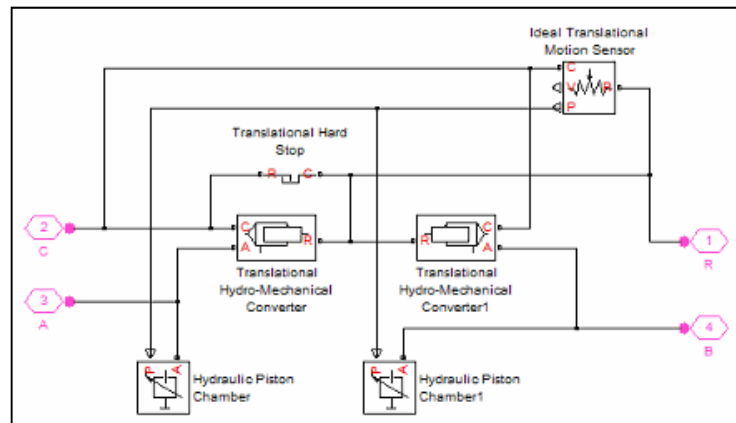 Ideal Translational
Motion Sensor
C
V R
P
Translational Hard
Stop
R C
2
C
C
A
R
C
R
A
1
R
Translational
Hydro-Mechanical
Converter
Translational
Hydro-Mechanical
Converter1
3
A
4
B
P A
Hydraulic Piston
Chamber
P A
Hydraulic Piston
Chamber1